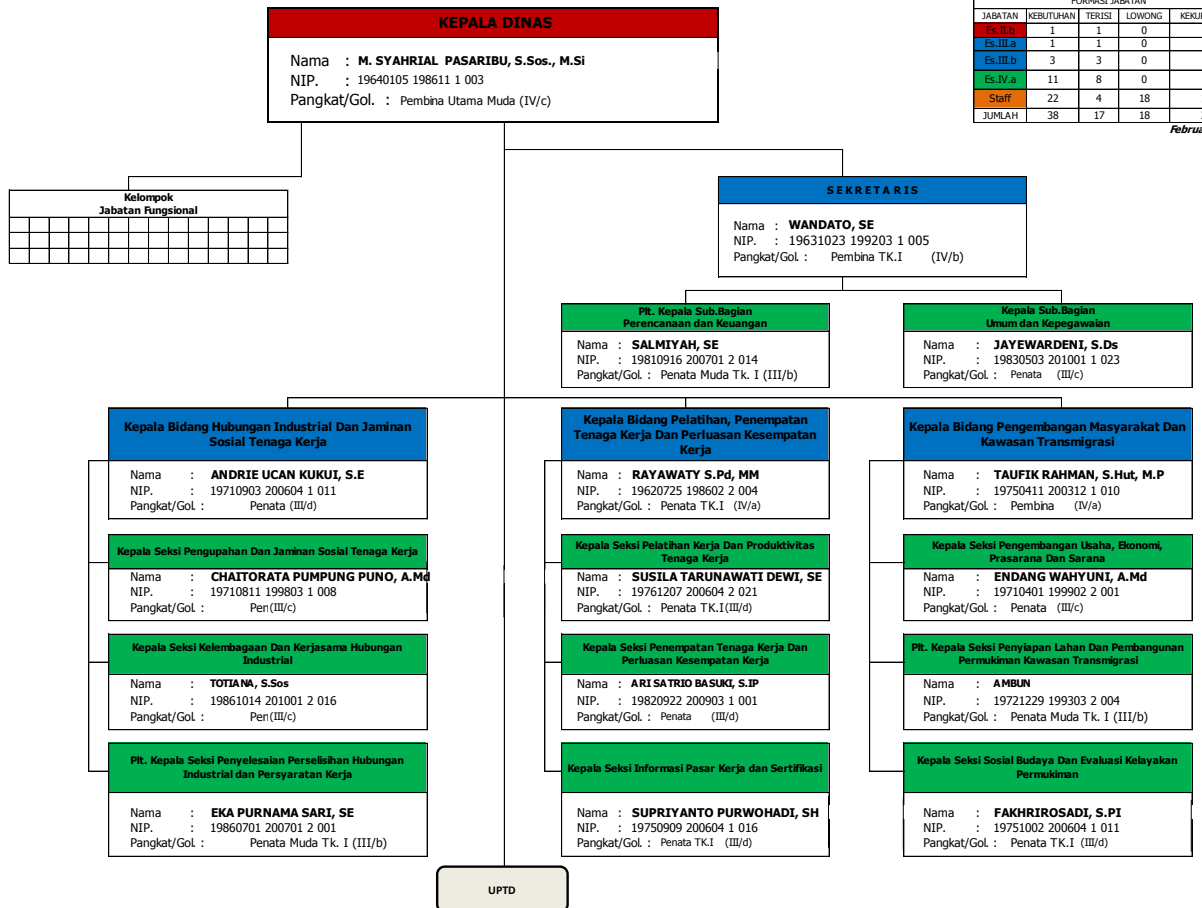 KEPALA DINAS
Nama : M. SYAHRIAL PASARIBU, S.Sos., M.Si
NIP. : 19640105 198611 1 003
Pangkat/Gol. : Pembina Utama Muda (IV/c)
FORMASI JABATAN
JABATAN KEBUTUHAN TERISI LOWONG
Es.II.b 1 1 0
Es.III.a 1 1 0
Es.III.b 3 3 0
Es.IV.a 11 8 0
Staff 22 4 18
JUMLAH 38 17 18
Kelompok
Jabatan Fungsional
SEKRETARIS
Nama : WANDATO, SE
NIP. : 19631023 199203 1 005
Pangkat/Gol. : Pembina TK.I (IV/b)
Plt. Kepala Sub.Bagian
Perencanaan dan Keuangan
Nama : SALMIYAH, SE
NIP. : 19810916 200701 2 014
Pangkat/Gol. : Penata Muda Tk. I (III/b)
Kepala Sub.Bagian
Umum dan Kepegawaian
Nama : JAYEWARDENI, S.Ds
NIP. : 19830503 201001 1 023
Pangkat/Gol. : Penata (III/c)
Kepala Bidang Hubungan Industrial Dan Jaminan
Sosial Tenaga Kerja
Nama : ANDRIE UCAN KUKUI, S.E
NIP. : 19710903 200604 1 011
Pangkat/Gol. : Penata (III/d)
Kepala Seksi Pengupahan Dan Jaminan Sosial Tenaga Kerja
Nama : CHAITORATA PUMPUNG PUNO, A.Md
NIP. : 19710811 199803 1 008
Pangkat/Gol. : Pen (III/c)
Kepala Seksi Kelembagaan Dan Kerjasama Hubungan
Industrial
Nama : TOTIANA, S.Sos
NIP. : 19861014 201001 2 016
Pangkat/Gol. : Pen (III/c)
Plt. Kepala Seksi Penyelesaian Perselisihan Hubungan
Industrial dan Persyaratan Kerja
Nama : EKA PURNAMA SARI, SE
NIP. : 19860701 200701 2 001
Pangkat/Gol. : Penata Muda Tk. I (III/b)
Kepala Bidang Pelatihan, Penempatan
Tenaga Kerja Dan Perluasan Kesempatan
Kerja
Nama : RAYAWATY S.Pd, MM
NIP. : 19620725 198602 2 004
Pangkat/Gol. : Penata TK.I (IV/a)
Kepala Seksi Pelatihan Kerja Dan Produktivitas
Tenaga Kerja
Nama : SUSILA TARUNAWATI DEWI, SE
NIP. : 19761207 200604 2 021
Pangkat/Gol. : Penata TK.I (III/d)
Kepala Seksi Penempatan Tenaga Kerja Dan
Perluasan Kesempatan Kerja
Nama : ARI SATRIO BASUKI, S.IP
NIP. : 19820922 200903 1 001
Pangkat/Gol. : Penata (III/d)
Kepala Seksi Informasi Pasar Kerja dan Sertifikasi
Nama : SUPRIYANTO PURWOHADI, SH
NIP. : 19750909 200604 1 016
Pangkat/Gol. : Penata TK.I (III/d)
Kepala Bidang Pengembangan Masyarakat Dan
Kawasan Transmigrasi
Nama : TAUFIK RAHMAN, S.Hut, M.P
NIP. : 19750411 200312 1 010
Pangkat/Gol. : Pembina (IV/a)
Kepala Seksi Pengembangan Usaha, Ekonomi,
Prasarana Dan Sarana
Nama : ENDANG WAHYUNI, A.Md
NIP. : 19710401 199902 2 001
Pangkat/Gol. : Penata (III/c)
Plt. Kepala Seksi Penyiapan Lahan Dan Pembangunan
Permukiman Kawasan Transmigrasi
Nama : AMBUN
NIP. : 19721229 199303 2 004
Pangkat/Gol. : Penata Muda Tk. I (III/b)
Kepala Seksi Sosial Budaya Dan Evaluasi Kelayakan
Permukiman
Nama : FAKHRIROSADI, S.PI
NIP. : 19751002 200604 1 011
Pangkat/Gol. : Penata TK.I (III/d)
UPTD